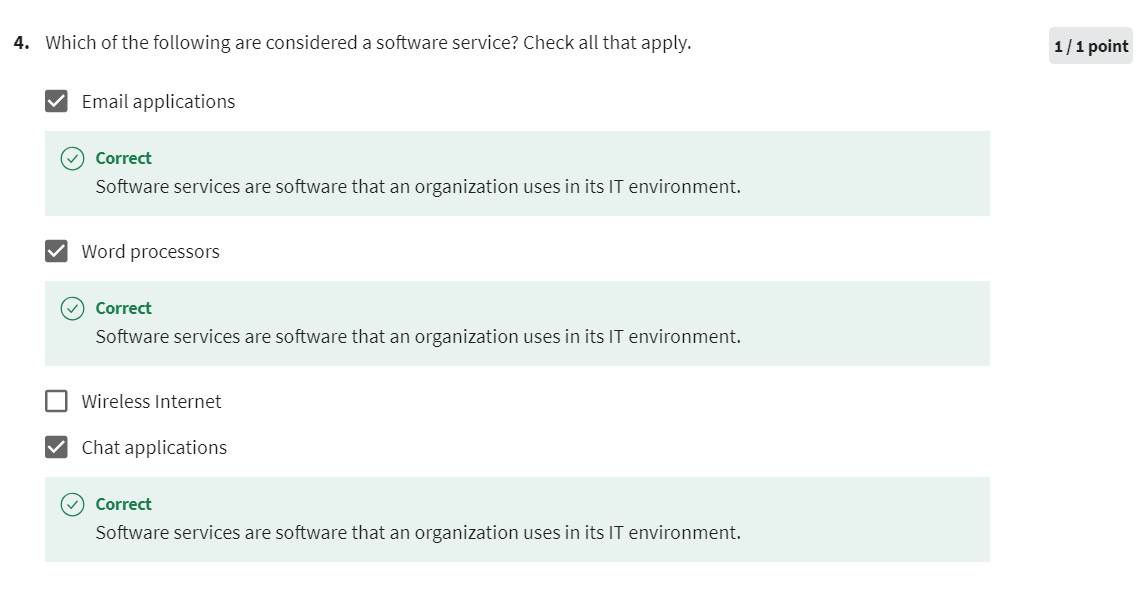 4. Which of the following are considered a software service? Check all that apply.
1 / 1 point
Email applications
Correct
Software services are software that an organization uses in its IT environment.
Word processors
Correct
Software services are software that an organization uses in its IT environment.
Wireless Internet
Chat applications
Correct
Software services are software that an organization uses in its IT environment.